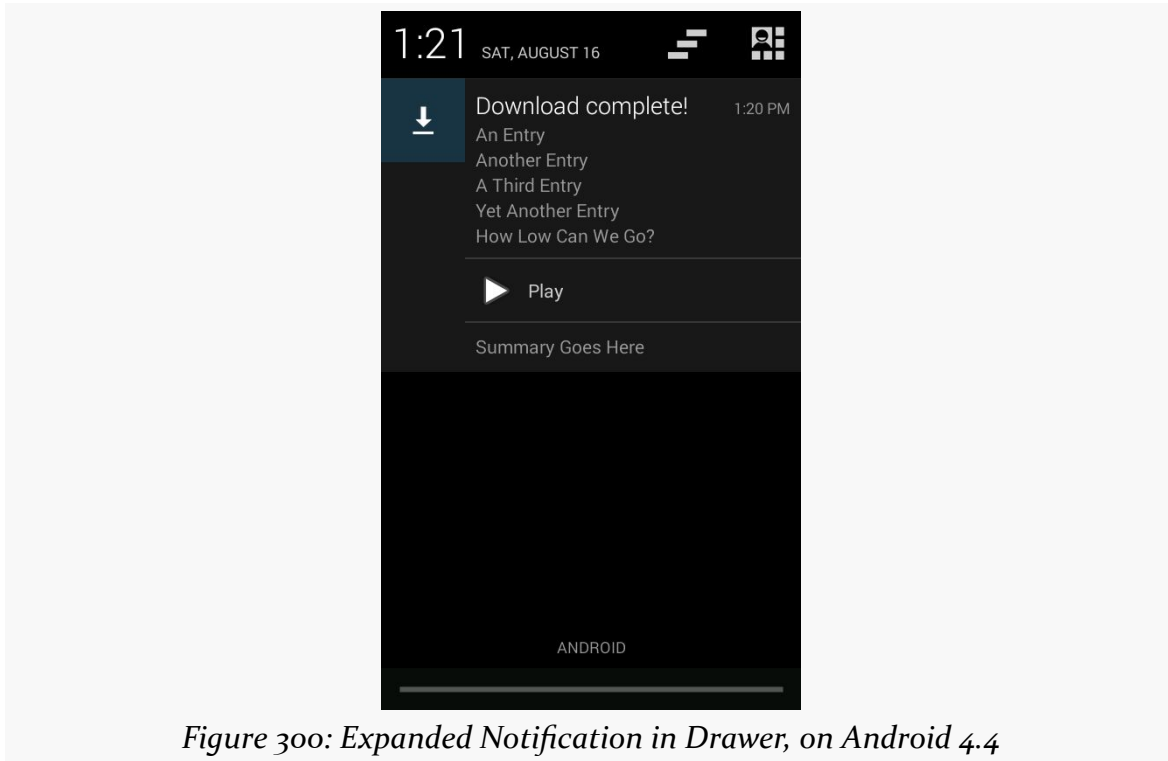 1:21 SAT, AUGUST 16
Download complete! 1:20 PM
An Entry
Another Entry
A Third Entry
Yet Another Entry
How Low Can We Go?
Play
Summary Goes Here
ANDROID
Figure 300: Expanded Notification in Drawer, on Android 4.4